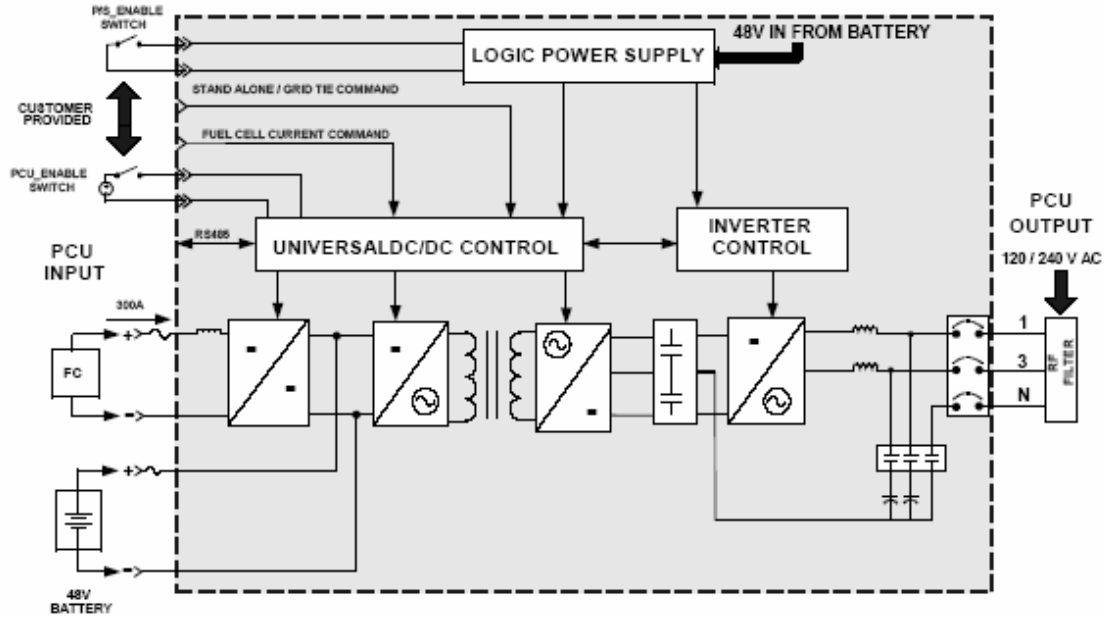 P/S_ENABLE
SWITCH
48V IN FROM BATTERY
LOGIC POWER SUPPLY
STAND ALONE / GRID TIE COMMAND
CUSTOMER
PROVIDED
FUEL CELL CURRENT COMMAND
PCU_ENABLE
SWITCH
PCU
OUTPUT
INVERTER
CONTROL
RS485
UNIVERSALDC/DC CONTROL
PCU
INPUT
120 / 240 V AC
300A
1
3
N
RF
FILTER
FC
48V
BATTERY